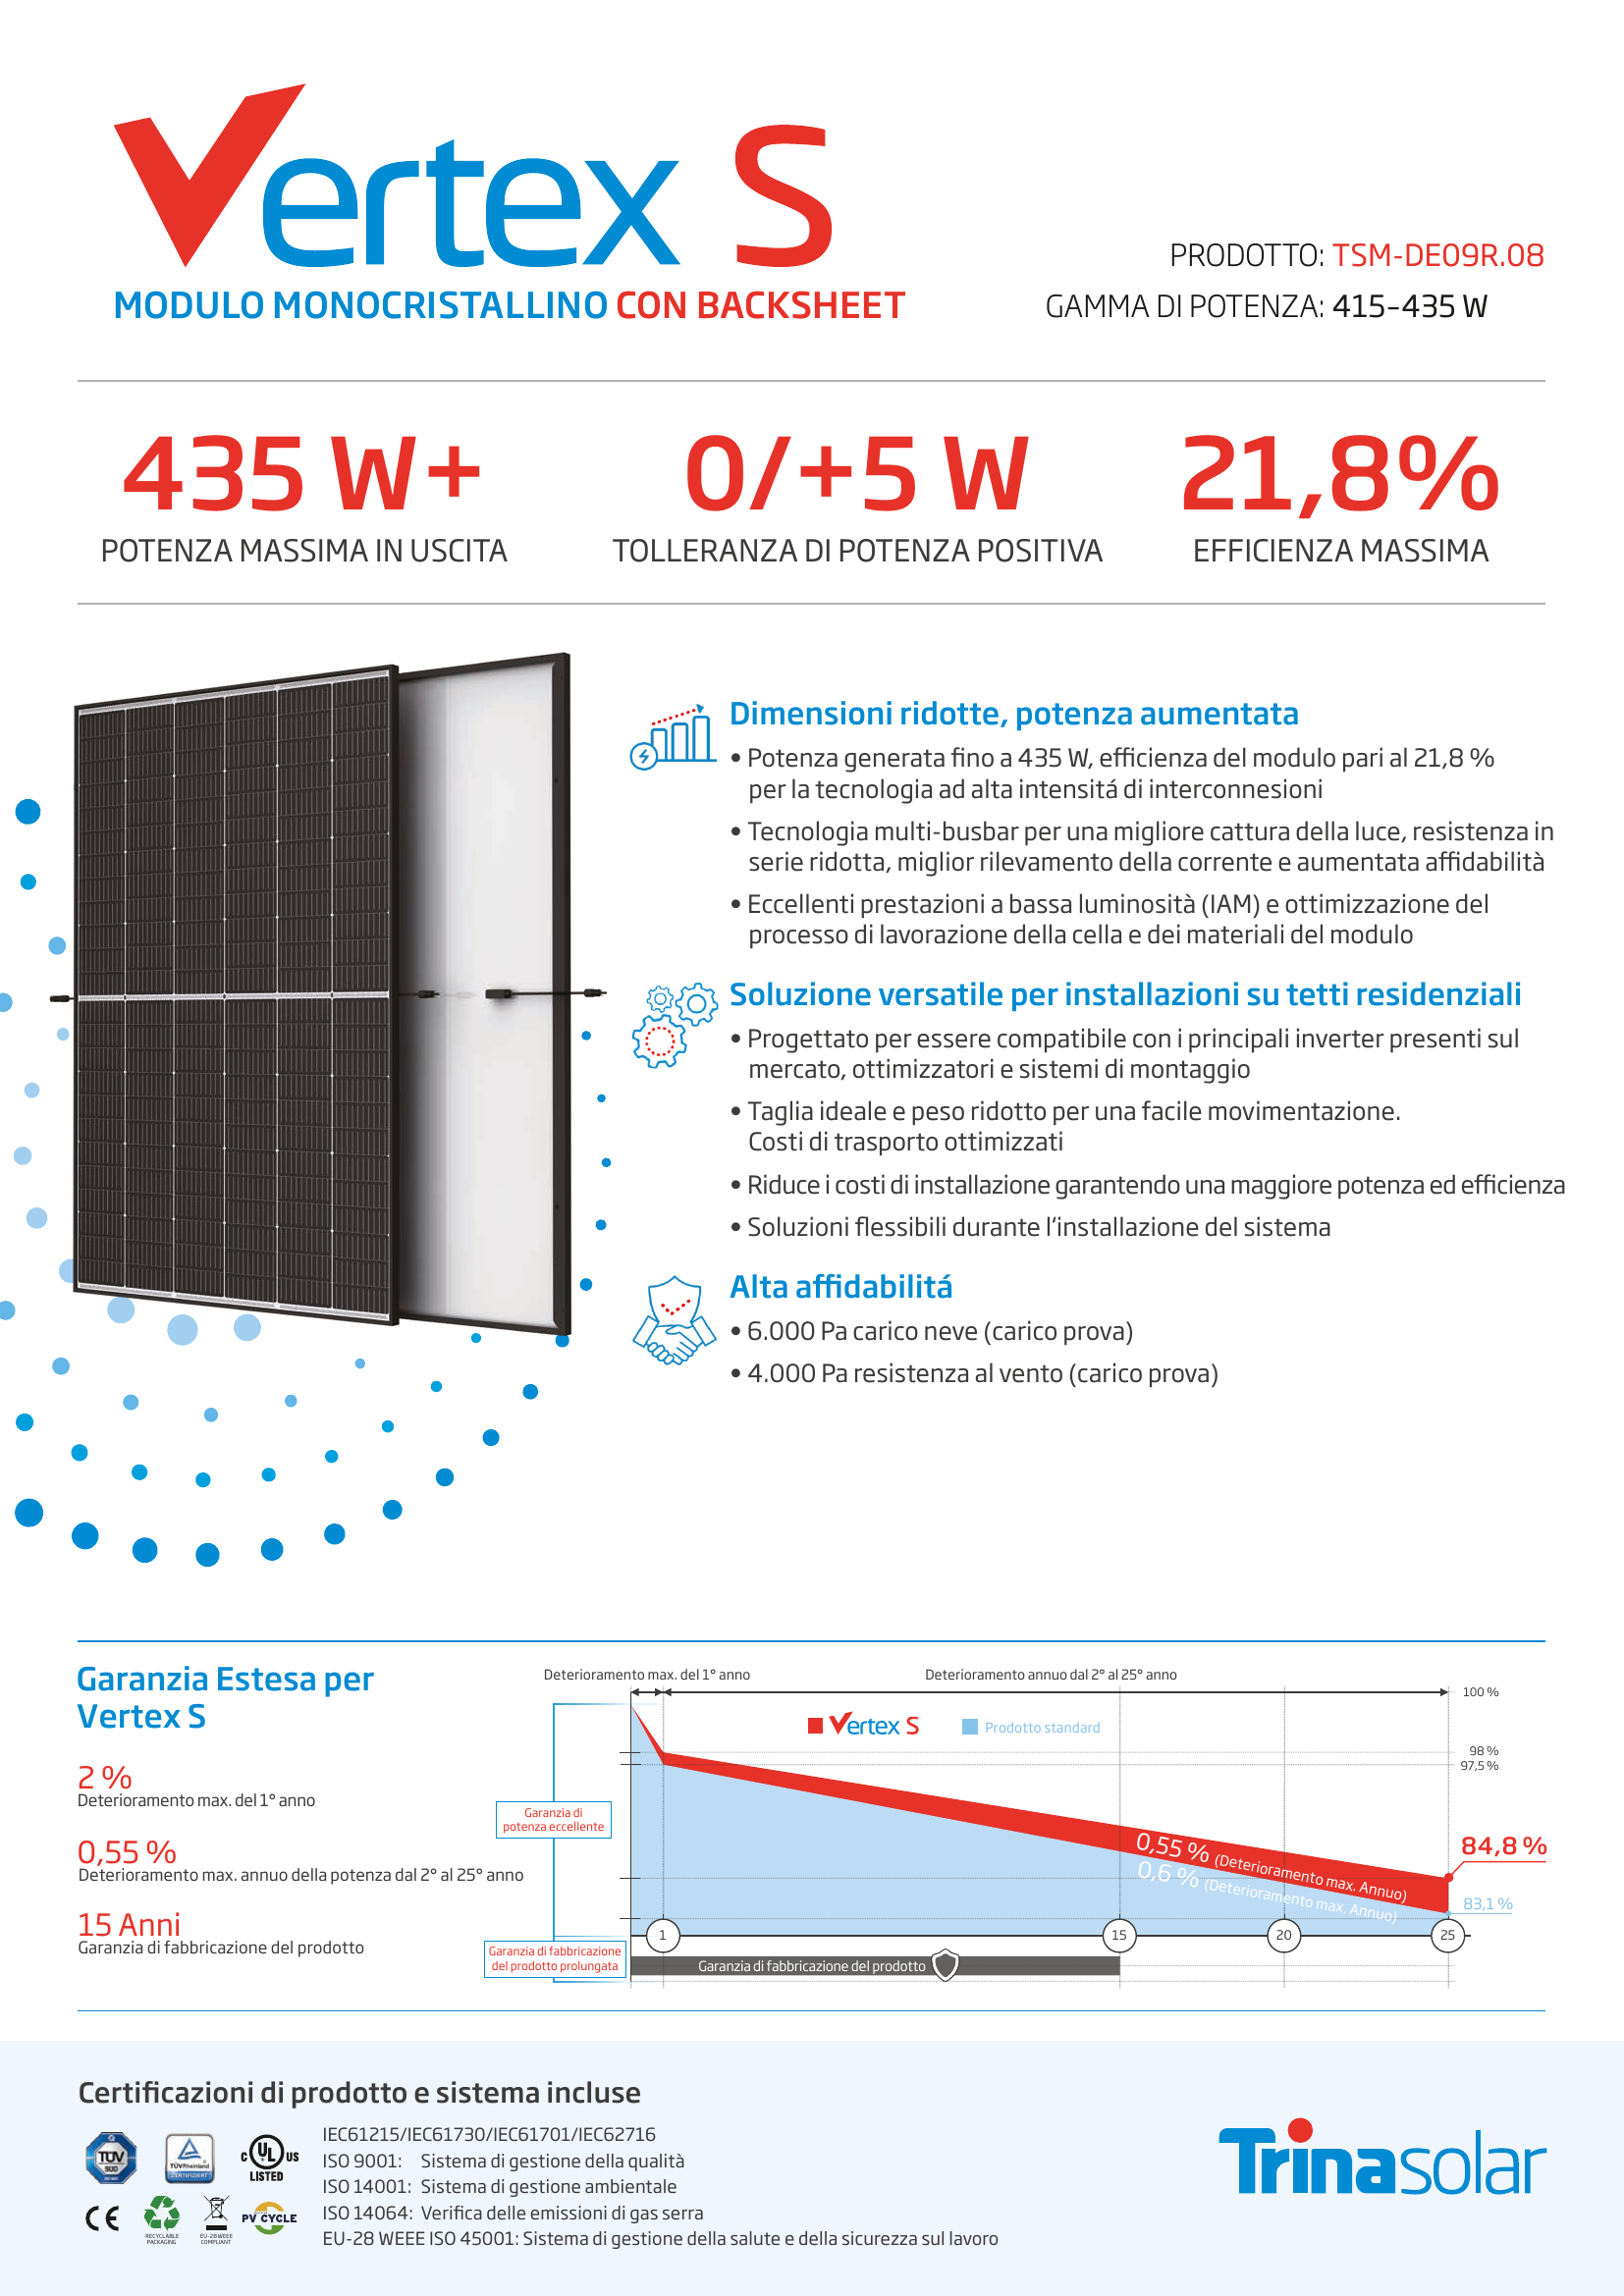 Vertex S
MODULO MONOCRISTALLINO CON BACKSHEET
PRODOTTO: TSM-DE09R.08
GAMMA DI POTENZA: 415–435 W
435 W+
POTENZA MASSIMA IN USCITA
0/+5 W
TOLLERANZA DI POTENZA POSITIVA
21,8%
EFFICIENZA MASSIMA
Dimensioni ridotte, potenza aumentata
• Potenza generata fino a 435 W, efficienza del modulo pari al 21,8 %
per la tecnologia ad alta intensitá di interconnesioni
• Tecnologia multi-busbar per una migliore cattura della luce, resistenza in
serie ridotta, miglior rilevamento della corrente e aumentata affidabilità
• Eccellenti prestazioni a bassa luminosità (IAM) e ottimizzazione del
processo di lavorazione della cella e dei materiali del modulo
Soluzione versatile per installazioni su tetti residenziali
• Progettato per essere compatibile con i principali inverter presenti sul
mercato, ottimizzatori e sistemi di montaggio
• Taglia ideale e peso ridotto per una facile movimentazione.
Costi di trasporto ottimizzati
• Riduce i costi di installazione garantendo una maggiore potenza ed efficienza
• Soluzioni flessibili durante l‘installazione del sistema
Alta affidabilitá
• 6.000 Pa carico neve (carico prova)
• 4.000 Pa resistenza al vento (carico prova)
Garanzia Estesa per
Vertex S
2 %
Deterioramento max. del 1° anno
0,55 %
Deterioramento max. annuo della potenza dal 2° al 25° anno
15 Anni
Garanzia di fabbricazione del prodotto
Deterioramento max. del 1° anno
Deterioramento annuo dal 2° al 25° anno
100 %
Vertex S
Prodotto standard
98 %
97,5 %
Garanzia di
potenza eccellente
0,55 % (Deterioramento max. Annuo)
0,6 % (Deterioramento max. Annuo)
84,8 %
83,1 %
1
15
20
25
Garanzia di fabbricazione
del prodotto prolungata
Garanzia di fabbricazione del prodotto
Certificazioni di prodotto e sistema incluse
TÜV
SÜD
TÜVRheinland
CERTIFIZIERT
C UL US
LISTED
CE
RECYCLABLE
PACKAGING
EU-28 WEEE
COMPLIANT
PV CYCLE
IEC61215/IEC61730/IEC61701/IEC62716
ISO 9001: Sistema di gestione della qualità
ISO 14001: Sistema di gestione ambientale
ISO 14064: Verifica delle emissioni di gas serra
EU-28 WEEE ISO 45001: Sistema di gestione della salute e della sicurezza sul lavoro
Trinasolar